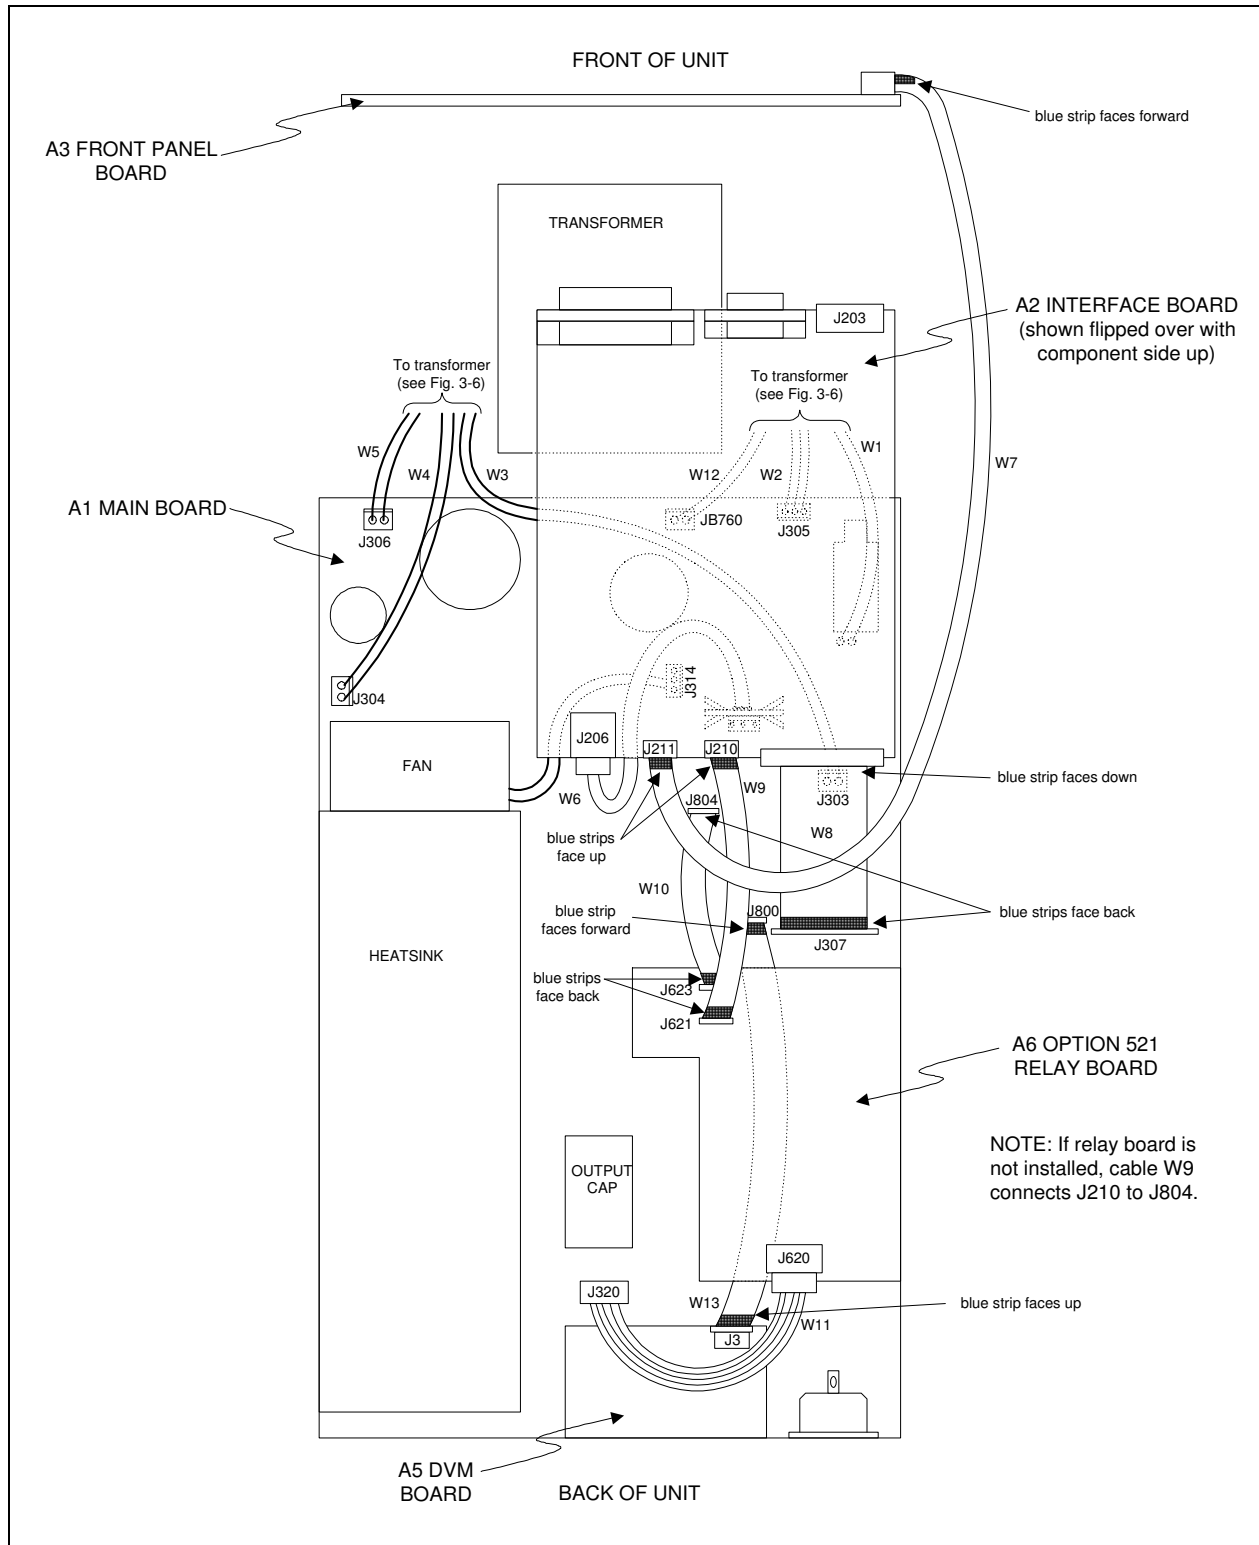 FRONT OF UNIT
blue strip faces forward
A3 FRONT PANEL
BOARD
TRANSFORMER
A2 INTERFACE BOARD
(shown flipped over with
component side up)
J203
To transformer
(see Fig. 3-6)
To transformer
(see Fig. 3-6)
W5
W4
W3
W12
W2
W1
W7
A1 MAIN BOARD
J306
JB760
J305
J314
J304
J206
J211
J210
FAN
W6
W9
J303
blue strip faces down
J804
W8
blue strips
face up
W10
blue strip
faces forward
J800
blue strips face back
J307
HEATSINK
blue strips
face back
J623
J621
A6 OPTION 521
RELAY BOARD
NOTE: If relay board is
not installed, cable W9
connects J210 to J804.
OUTPUT
CAP
J620
J320
W13
blue strip faces up
W11
J3
A5 DVM
BOARD
BACK OF UNIT